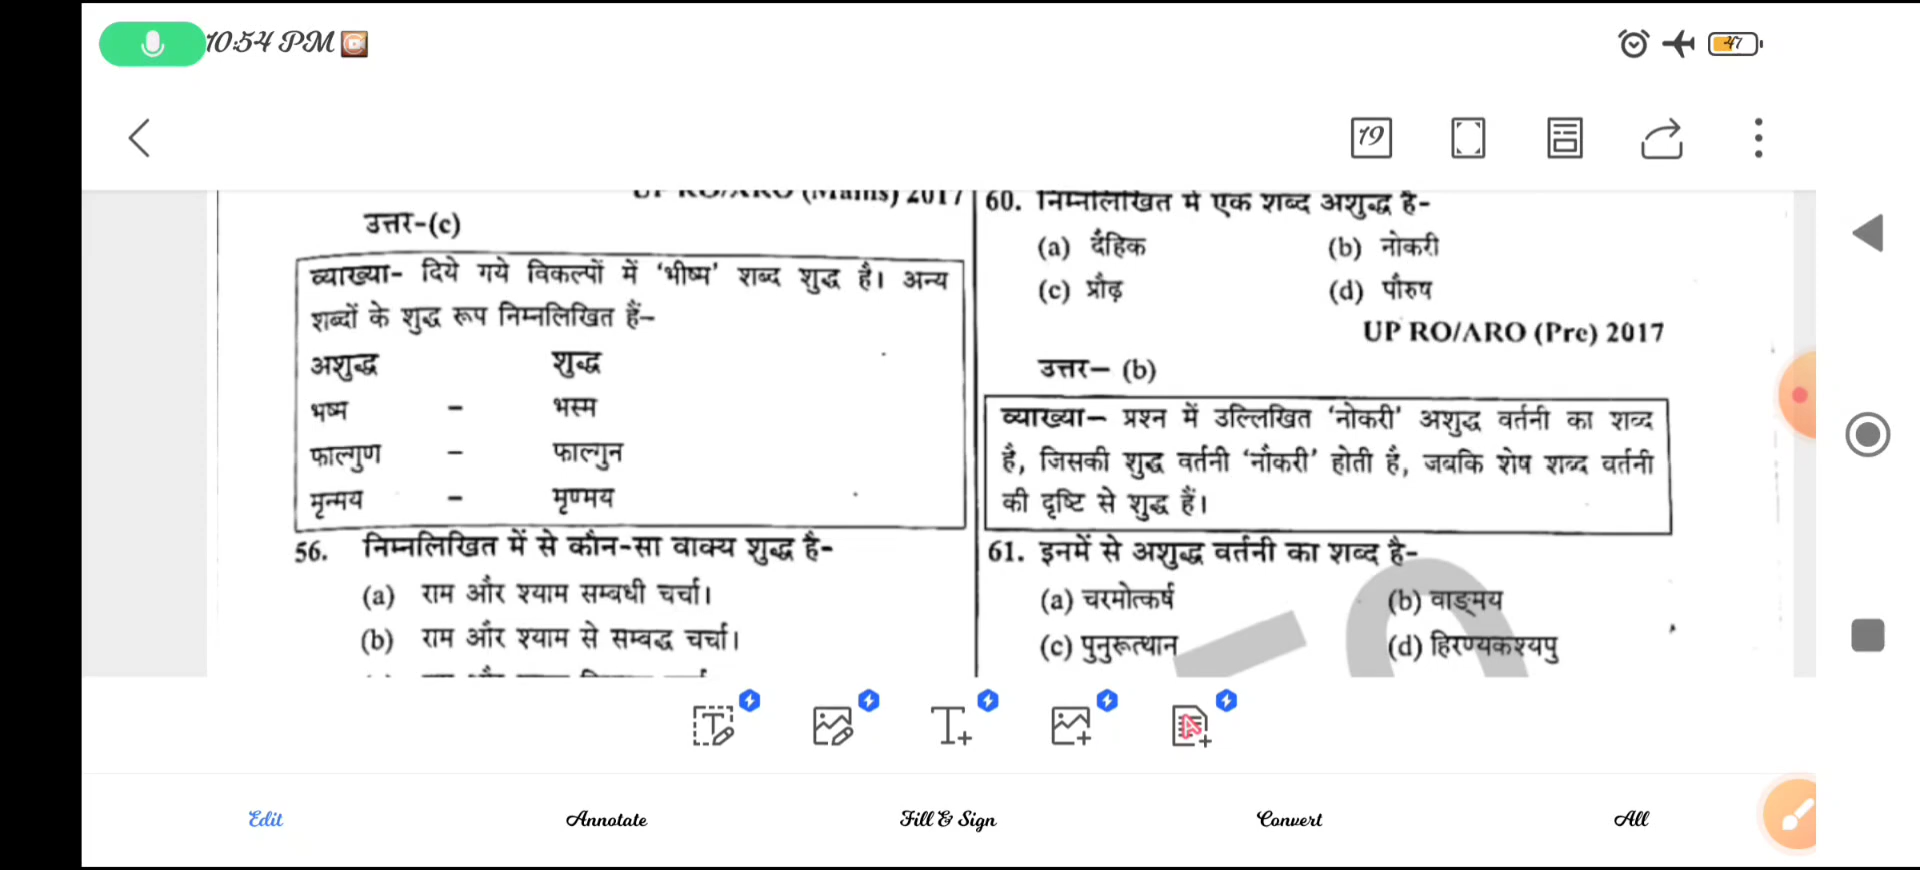 10:54 PM
47
19
UP RO/ARO (Mains) 2017
उत्तर-(c)
व्याख्या- दिये गये विकल्पों में 'भीष्म' शब्द शुद्ध है। अन्य
शब्दों के शुद्ध रूप निम्नलिखित हैं–
अशुद्ध शुद्ध
भष्म – भस्म
फाल्गुण – फाल्गुन
मृन्मय – मृण्मय
56. निम्नलिखित में से कौन-सा वाक्य शुद्ध है-
(a) राम और श्याम सम्बधी चर्चा।
(b) राम और श्याम से सम्बद्ध चर्चा।
60. निम्नलिखित में एक शब्द अशुद्ध है-
(a) दैहिक (b) नोकरी
(c) प्रौढ़ (d) पौरुष
UP RO/ARO (Pre) 2017
उत्तर– (b)
व्याख्या– प्रश्न में उल्लिखित 'नोकरी' अशुद्ध वर्तनी का शब्द
है, जिसकी शुद्ध वर्तनी 'नौकरी' होती है, जबकि शेष शब्द वर्तनी
की दृष्टि से शुद्ध हैं।
61. इनमें से अशुद्ध वर्तनी का शब्द है-
(a) चरमोत्कर्ष (b) वाङ्मय
(c) पुनुरूत्थान (d) हिरण्यकश्यपु
Edit Annotate Fill & Sign Convert All